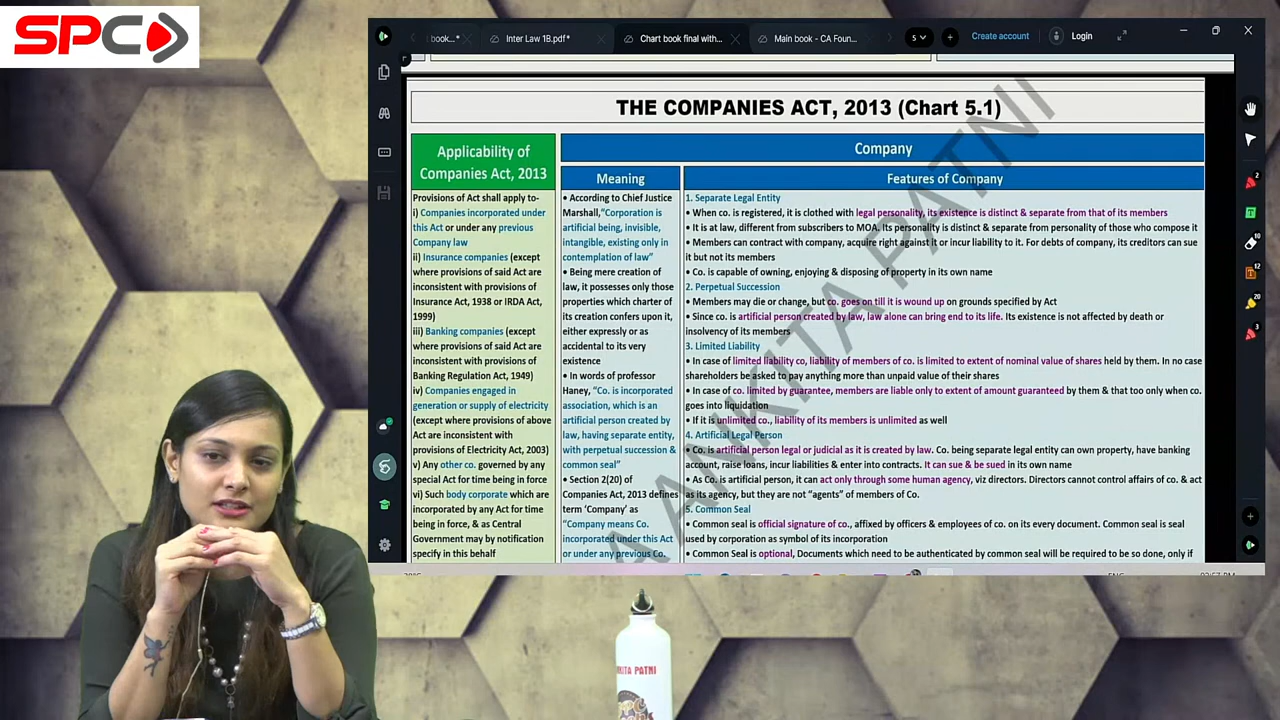 SPC
book...*
Inter Law 1B.pdf*
Chart book final with...
Main book - CA Foun...
5
Create account
Login
THE COMPANIES ACT, 2013 (Chart 5.1)
Applicability of
Companies Act, 2013
Provisions of Act shall apply to-
i) Companies incorporated under
this Act or under any previous
Company law
ii) Insurance companies (except
where provisions of said Act are
inconsistent with provisions of
Insurance Act, 1938 or IRDA Act,
1999)
iii) Banking companies (except
where provisions of said Act are
inconsistent with provisions of
Banking Regulation Act, 1949)
iv) Companies engaged in
generation or supply of electricity
(except where provisions of above
Act are inconsistent with
provisions of Electricity Act, 2003)
v) Any other co. governed by any
special Act for time being in force
vi) Such body corporate which are
incorporated by any Act for time
being in force, & as Central
Government may by notification
specify in this behalf
Company
Meaning
• According to Chief Justice
Marshall,"Corporation is
artificial being, invisible,
intangible, existing only in
contemplation of law"
• Being mere creation of
law, it possesses only those
properties which charter of
its creation confers upon it,
either expressly or as
accidental to its very
existence
• In words of professor
Haney, "Co. is incorporated
association, which is an
artificial person created by
law, having separate entity,
with perpetual succession &
common seal"
• Section 2(20) of
Companies Act, 2013 defines
term 'Company' as
"Company means Co.
incorporated under this Act
or under any previous Co.
Features of Company
1. Separate Legal Entity
• When co. is registered, it is clothed with legal personality, its existence is distinct & separate from that of its members
• It is at law, different from subscribers to MOA. Its personality is distinct & separate from personality of those who compose it
• Members can contract with company, acquire right against it or incur liability to it. For debts of company, its creditors can sue
it but not its members
• Co. is capable of owning, enjoying & disposing of property in its own name
2. Perpetual Succession
• Members may die or change, but co. goes on till it is wound up on grounds specified by Act
• Since co. is artificial person created by law, law alone can bring end to its life. Its existence is not affected by death or
insolvency of its members
3. Limited Liability
• In case of limited liability co, liability of members of co. is limited to extent of nominal value of shares held by them. In no case
shareholders be asked to pay anything more than unpaid value of their shares
• In case of co. limited by guarantee, members are liable only to extent of amount guaranteed by them & that too only when co.
goes into liquidation
• If it is unlimited co., liability of its members is unlimited as well
4. Artificial Legal Person
• Co. is artificial person legal or judicial as it is created by law. Co. being separate legal entity can own property, have banking
account, raise loans, incur liabilities & enter into contracts. It can sue & be sued in its own name
• As Co. is artificial person, it can act only through some human agency, viz directors. Directors cannot control affairs of co. & act
as its agency, but they are not "agents" of members of Co.
5. Common Seal
• Common seal is official signature of co., affixed by officers & employees of co. on its every document. Common seal is seal
used by corporation as symbol of its incorporation
• Common Seal is optional, Documents which need to be authenticated by common seal will be required to be so done, only if
A ANKITA PATNI
KITA PATNI